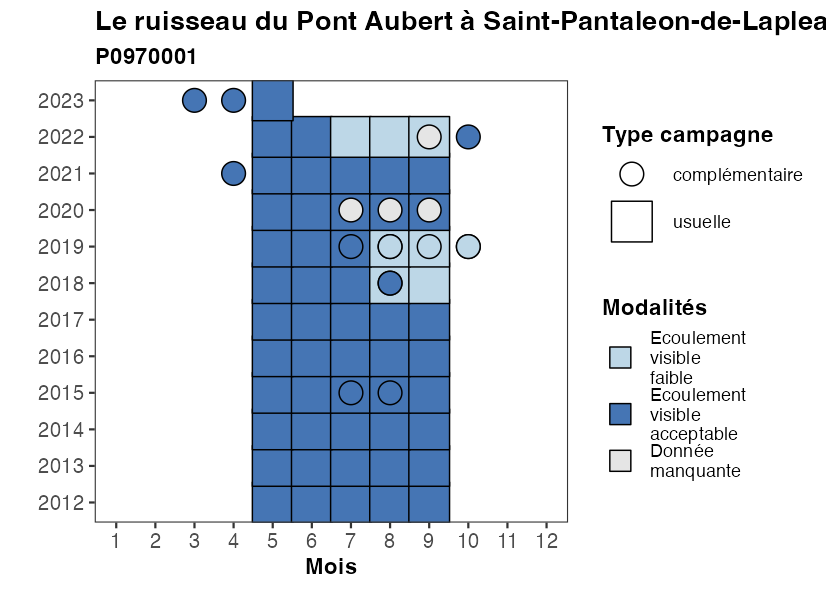 Le ruisseau du Pont Aubert à Saint-Pantaleon-de-Laplea
P0970001
2023
2022
2021
2020
2019
2018
2017
2016
2015
2014
2013
2012
1 2 3 4 5 6 7 8 9 10 11 12
Mois
Type campagne
complémentaire
usuelle
Modalités
Ecoulement
visible
faible
Ecoulement
visible
acceptable
Donnée
manquante